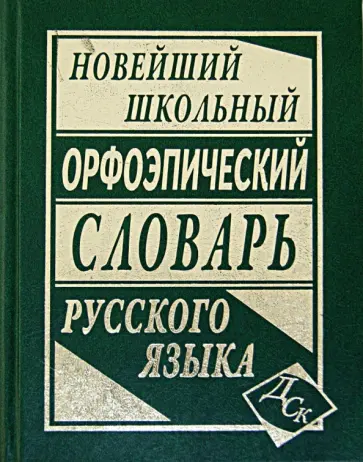 НОВЕЙШИЙ
ШКОЛЬНЫЙ
ОРФОЭПИЧЕСКИЙ
СЛОВАРЬ
РУССКОГО
ЯЗЫКА
ДСК